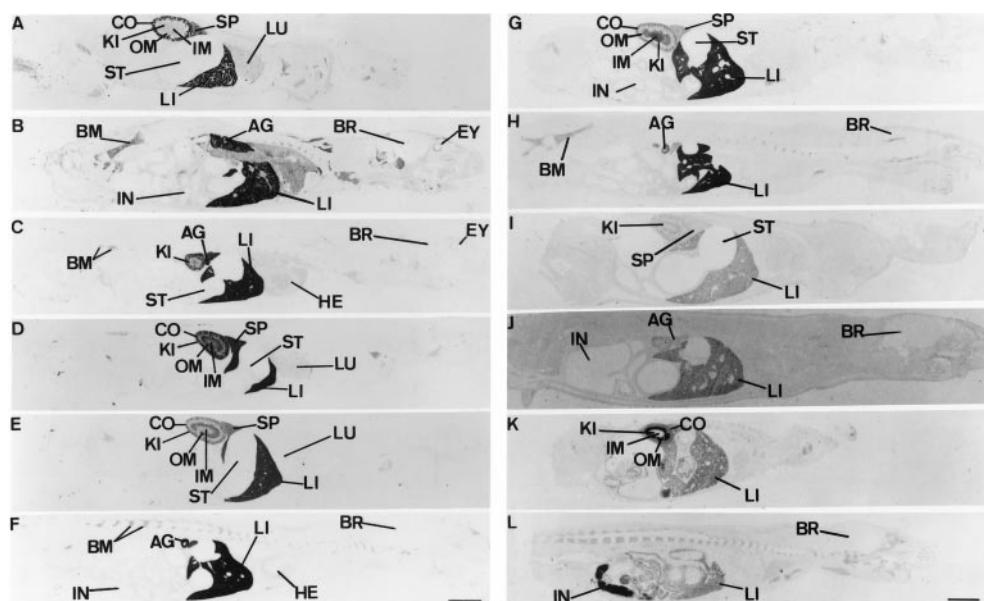 A CO SP
KI LU
OM IM
ST
LI
B BM AG BR EY
IN LI
C AG LI BR EY
KI
BM
ST HE
D CO SP
KI ST
OM LU
IM
LI
E CO SP
KI LU
OM
IM LI
ST
F LI BR
BM AG
IN HE
G CO SP
OM ST
IM KI
IN LI
H AG BR
BM
LI
I KI ST
SP
LI
J AG BR
IN
LI
K KI CO
IM
OM
LI
L BR
IN LI